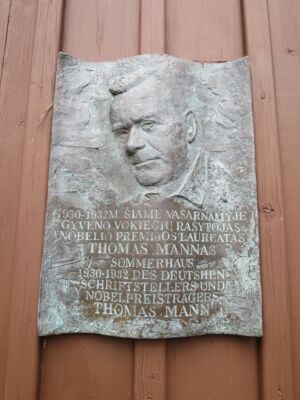 1930-1932 M. ŠIAME VASARNAMYJE
GYVENO VOKIEČIŲ RAŠYTOJAS
NOBELIO PREMIJOS LAUREATAS
THOMAS MANNAS
SOMMERHAUS
1930-1932 DES DEUTSHEN
SCHRIFTSTELLERS UND
NOBELPREISTRÄGERS
THOMAS MANN